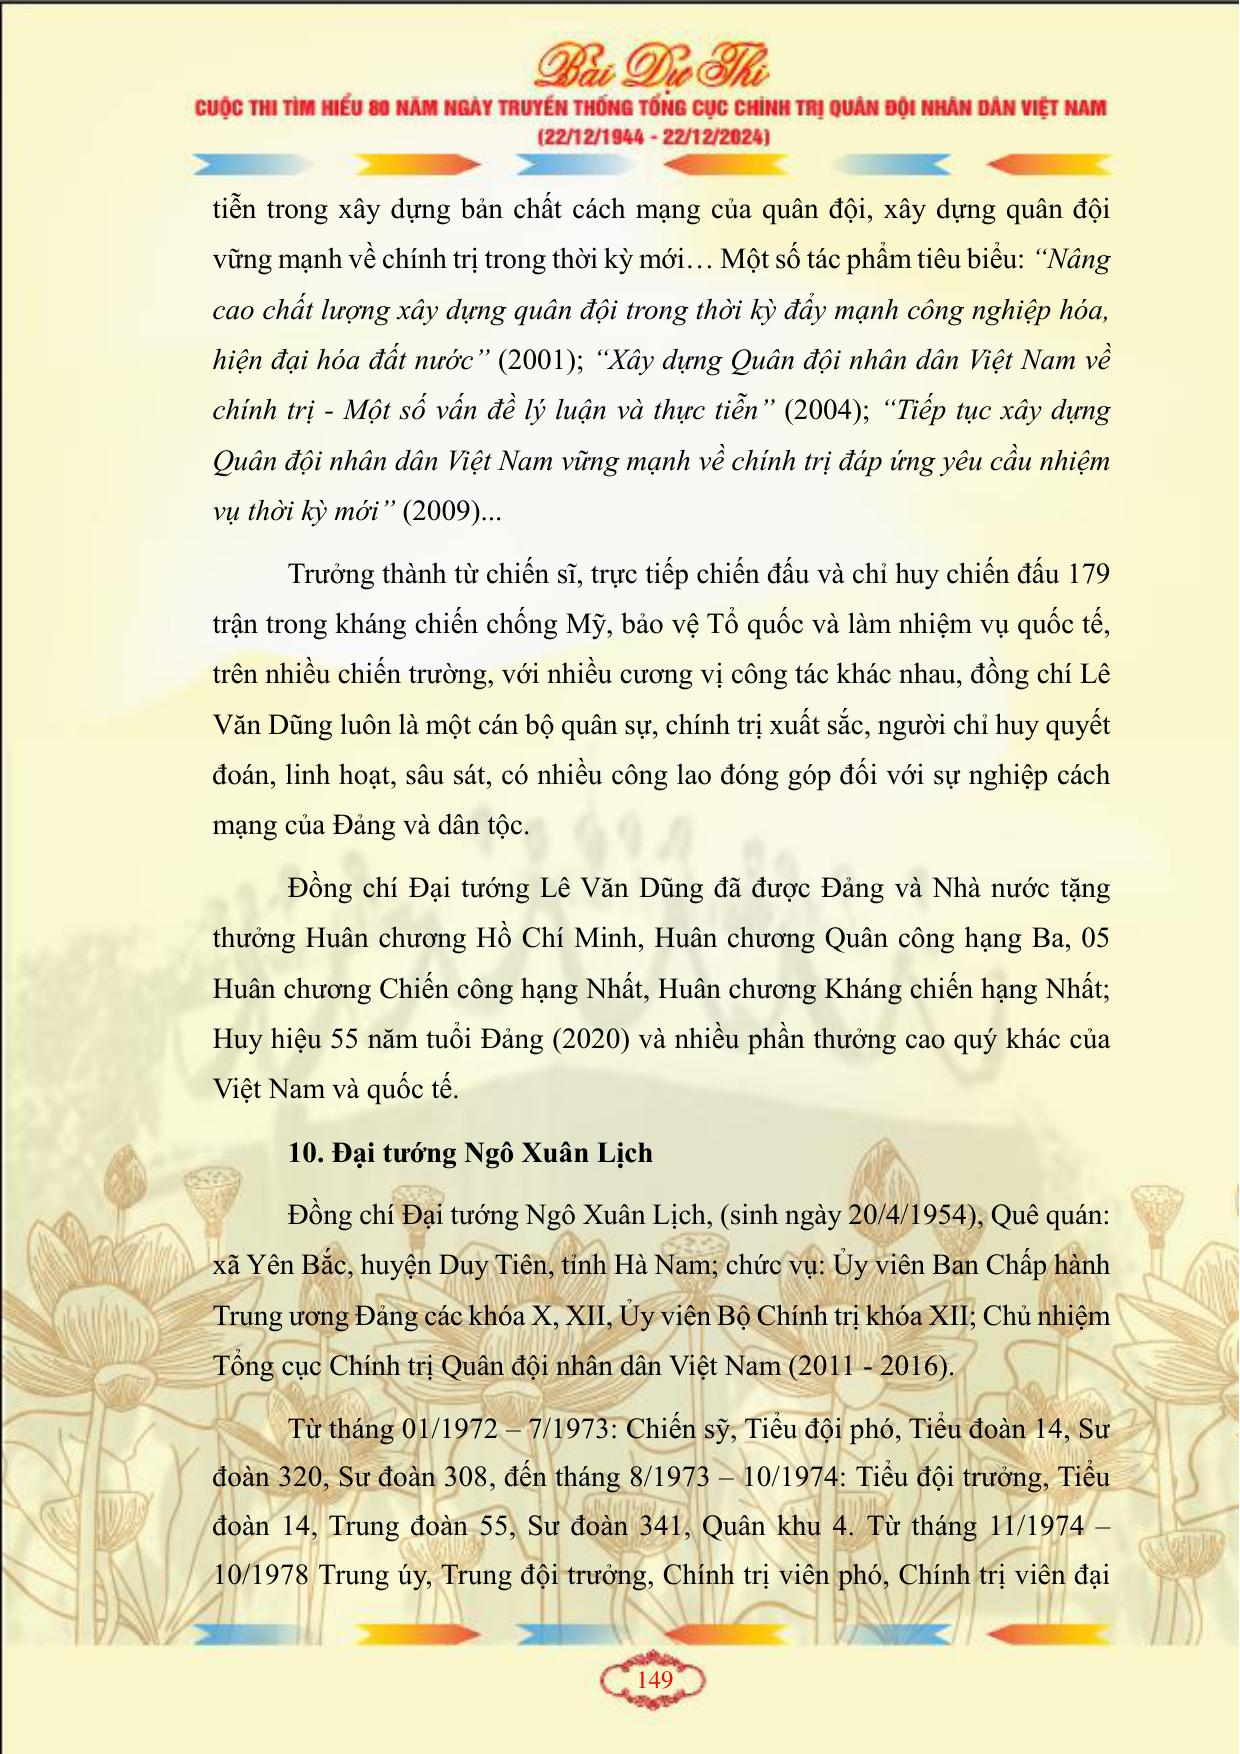 Bài Dự Thi
CUỘC THI TÌM HIỂU 80 NĂM NGÀY TRUYỀN THỐNG TỔNG CỤC CHÍNH TRỊ QUÂN ĐỘI NHÂN DÂN VIỆT NAM
(22/12/1944 - 22/12/2024)
tiễn trong xây dựng bản chất cách mạng của quân đội, xây dựng quân đội
vững mạnh về chính trị trong thời kỳ mới… Một số tác phẩm tiêu biểu: “Nâng
cao chất lượng xây dựng quân đội trong thời kỳ đẩy mạnh công nghiệp hóa,
hiện đại hóa đất nước” (2001); “Xây dựng Quân đội nhân dân Việt Nam về
chính trị - Một số vấn đề lý luận và thực tiễn” (2004); “Tiếp tục xây dựng
Quân đội nhân dân Việt Nam vững mạnh về chính trị đáp ứng yêu cầu nhiệm
vụ thời kỳ mới” (2009)...
Trưởng thành từ chiến sĩ, trực tiếp chiến đấu và chỉ huy chiến đấu 179
trận trong kháng chiến chống Mỹ, bảo vệ Tổ quốc và làm nhiệm vụ quốc tế,
trên nhiều chiến trường, với nhiều cương vị công tác khác nhau, đồng chí Lê
Văn Dũng luôn là một cán bộ quân sự, chính trị xuất sắc, người chỉ huy quyết
đoán, linh hoạt, sâu sát, có nhiều công lao đóng góp đối với sự nghiệp cách
mạng của Đảng và dân tộc.
Đồng chí Đại tướng Lê Văn Dũng đã được Đảng và Nhà nước tặng
thưởng Huân chương Hồ Chí Minh, Huân chương Quân công hạng Ba, 05
Huân chương Chiến công hạng Nhất, Huân chương Kháng chiến hạng Nhất;
Huy hiệu 55 năm tuổi Đảng (2020) và nhiều phần thưởng cao quý khác của
Việt Nam và quốc tế.
10. Đại tướng Ngô Xuân Lịch
Đồng chí Đại tướng Ngô Xuân Lịch, (sinh ngày 20/4/1954), Quê quán:
xã Yên Bắc, huyện Duy Tiên, tỉnh Hà Nam; chức vụ: Ủy viên Ban Chấp hành
Trung ương Đảng các khóa X, XII, Ủy viên Bộ Chính trị khóa XII; Chủ nhiệm
Tổng cục Chính trị Quân đội nhân dân Việt Nam (2011 - 2016).
Từ tháng 01/1972 – 7/1973: Chiến sỹ, Tiểu đội phó, Tiểu đoàn 14, Sư
đoàn 320, Sư đoàn 308, đến tháng 8/1973 – 10/1974: Tiểu đội trưởng, Tiểu
đoàn 14, Trung đoàn 55, Sư đoàn 341, Quân khu 4. Từ tháng 11/1974 –
10/1978 Trung úy, Trung đội trưởng, Chính trị viên phó, Chính trị viên đại
149